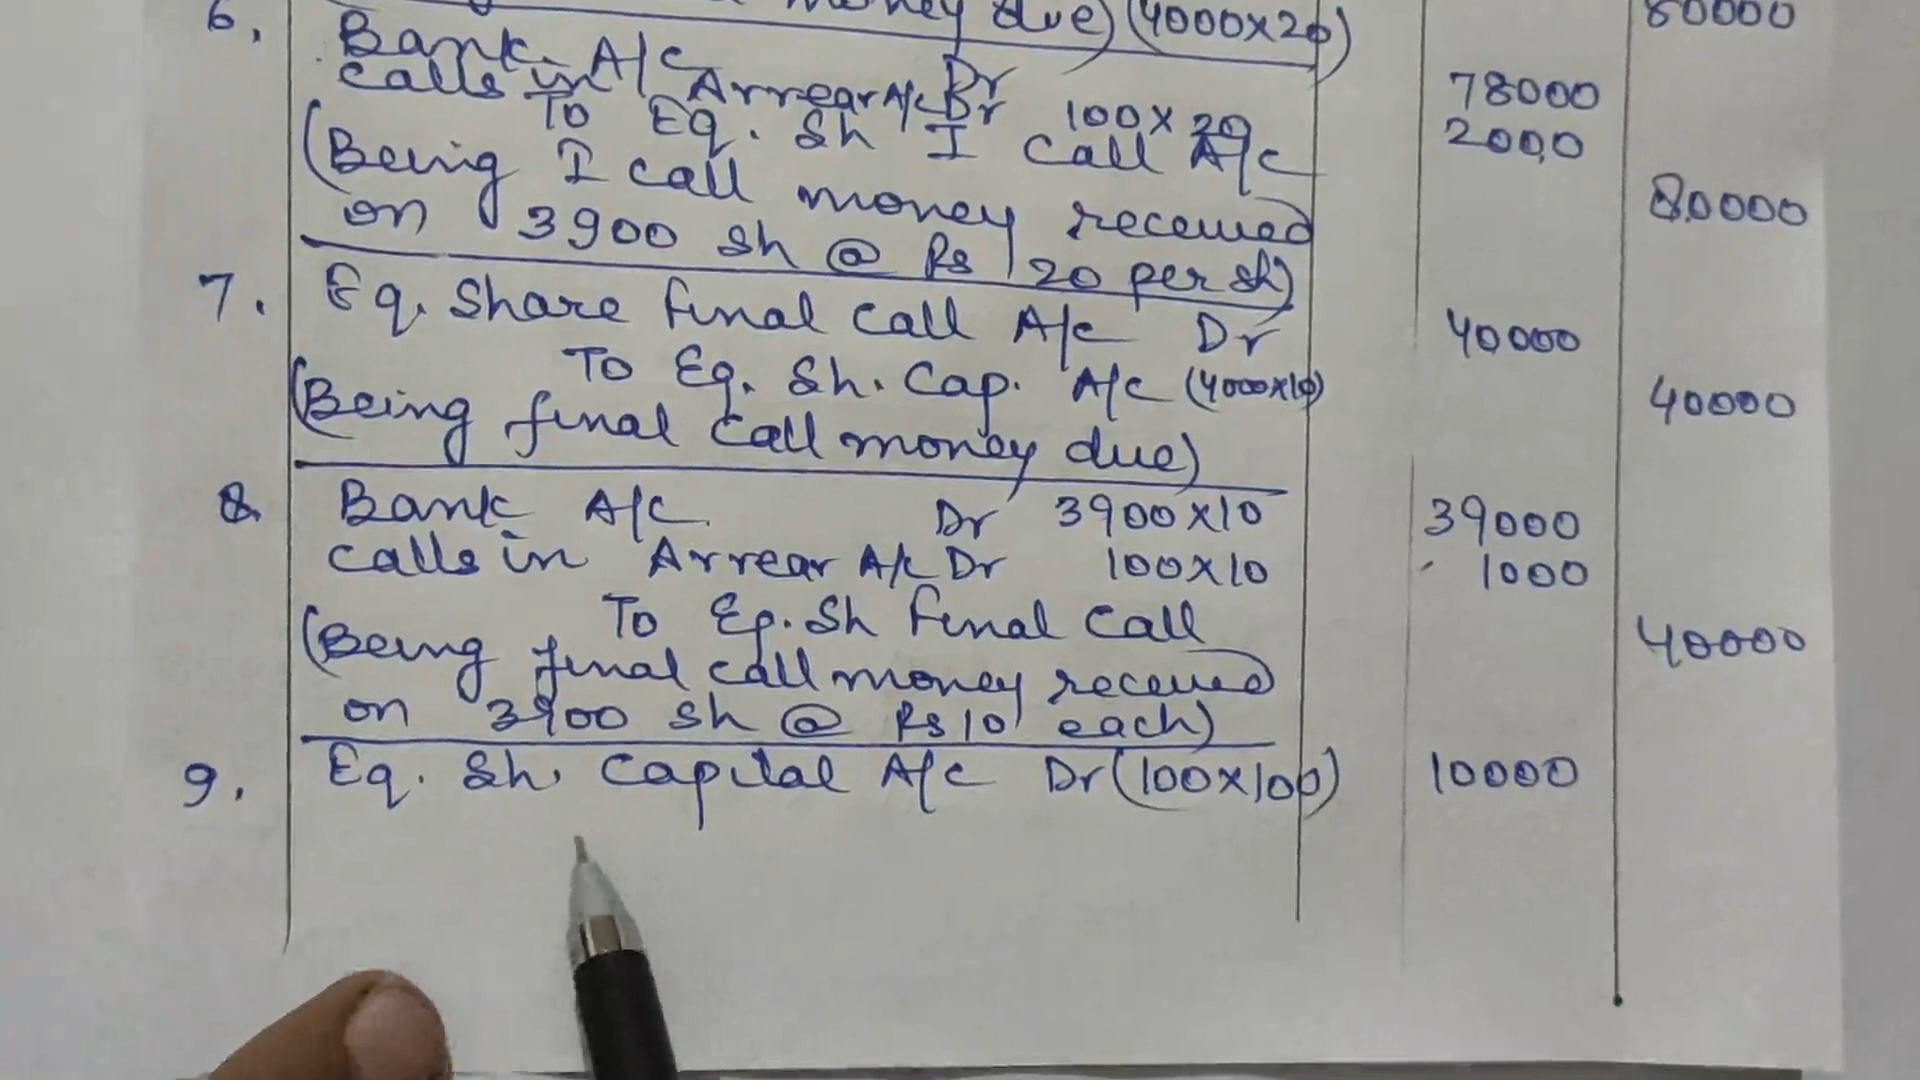 money due) (4000x20)
80000
6. Bank A/c Dr 78000
Calls in Arrear A/c Dr 100x20 2000
To Eq. Sh I Call A/c 80000
(Being I call money received
on 3900 sh @ Rs 20 per sh)
7. Eq. Share final call A/c Dr 40000
To Eq. Sh. Cap. A/c (4000x10) 40000
(Being final call money due)
8 Bank A/c Dr 3900x10 39000
Calls in Arrear A/c Dr 100x10 1000
To Eq. Sh Final Call 40000
(Being final call money received
on 3900 sh @ Rs 10 each)
9. Eq. Sh. Capital A/c Dr (100x100) 10000